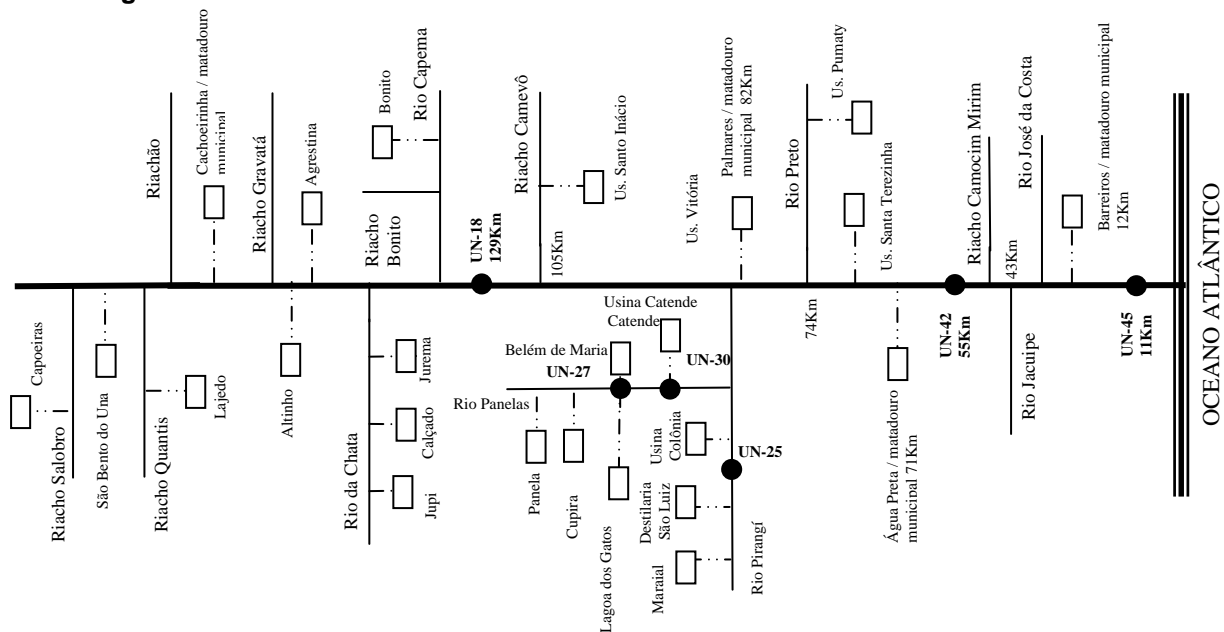 Riachão
Cachoeirinha / matadouro
municipal
Riacho Gravatá
Agrestina
Riacho
Bonito
Bonito
Rio Capema
UN-18
129Km
Riacho Camevô
105Km
Us. Santo Inácio
Us. Vitória
Palmares / matadouro
municipal 82Km
Rio Preto
Us. Pumaty
74Km
Us. Santa Terezinha
Riacho Camocim Mirim
43Km
Rio José da Costa
Barreiros / matadouro municipal
12Km
OCEANO ATLÂNTICO
Capoeiras
Riacho Salobro
São Bento do Una
Riacho Quantis
Lajedo
Altinho
Rio da Chata
Jurema
Calçado
Jupi
Usina Catende
Catende
Belém de Maria
UN-27
UN-30
Rio Panelas
Panela
Cupira
Lagoa dos Gatos
Usina
Colônia
UN-25
Destilaria
São Luiz
Maraial
Rio Pirangí
Água Preta / matadouro
municipal 71Km
UN-42
55Km
Rio Jacuipe
UN-45
11Km